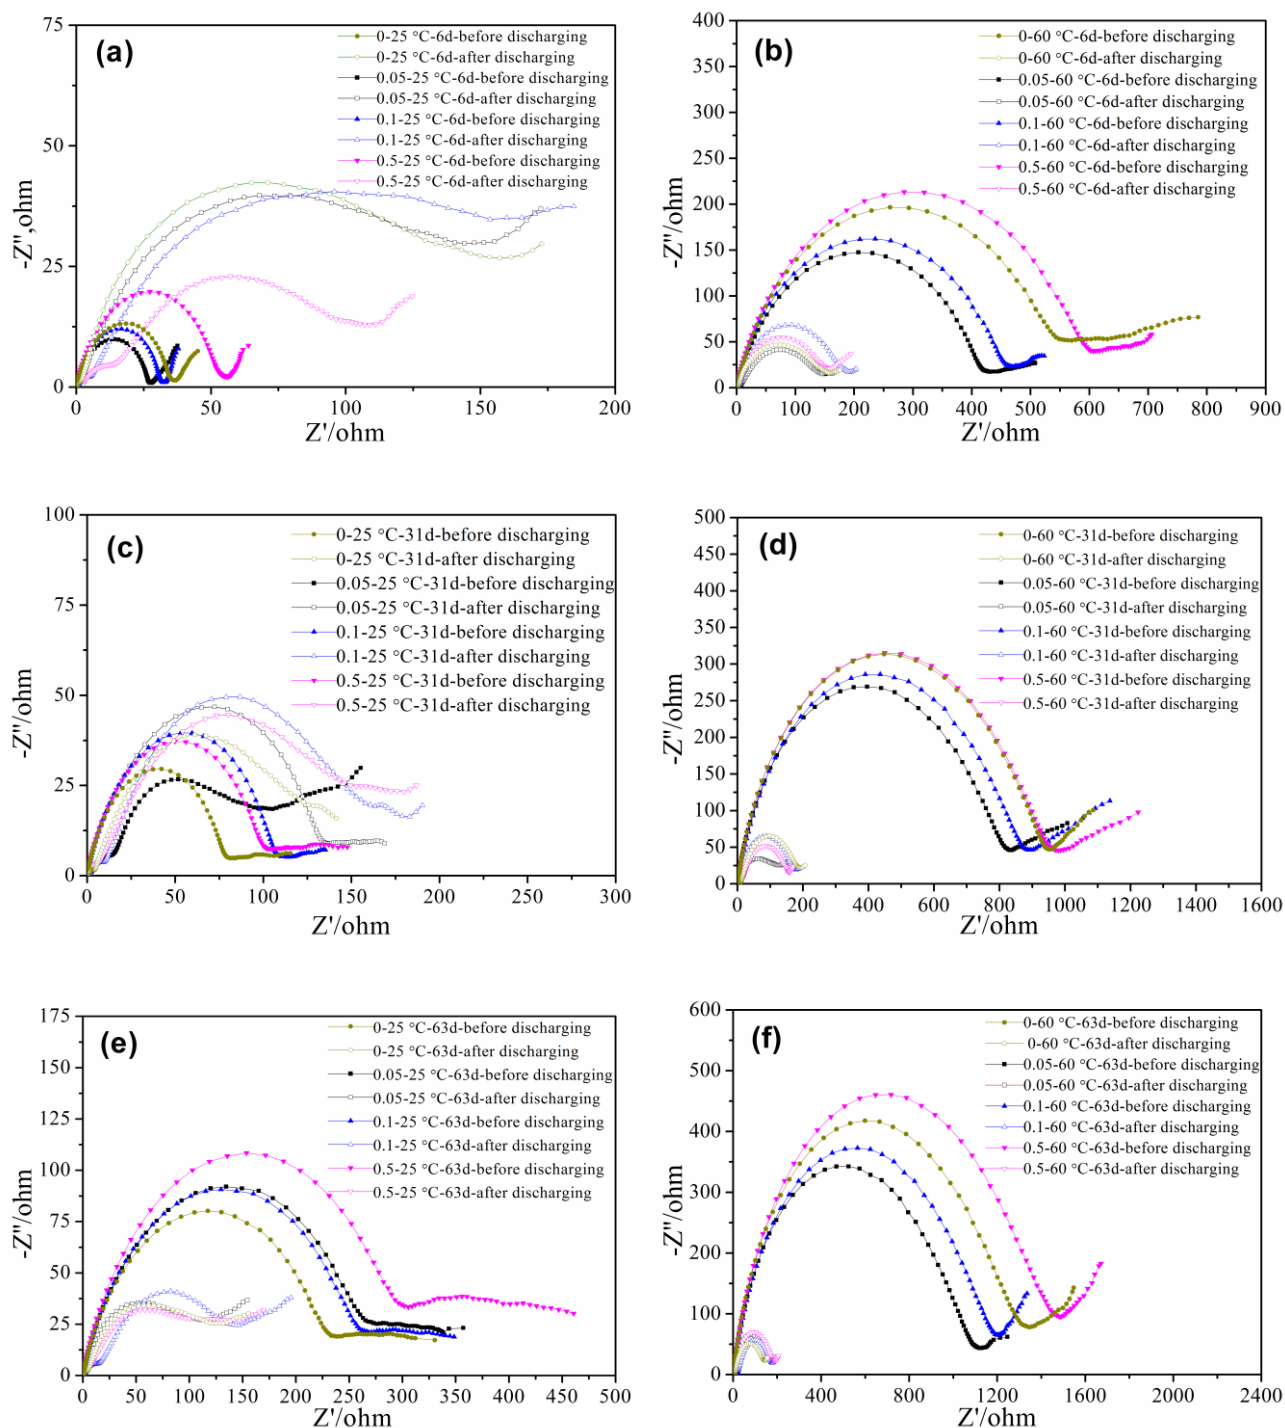 (a)
0-25 °C-6d-before discharging
0-25 °C-6d-after discharging
0.05-25 °C-6d-before discharging
0.05-25 °C-6d-after discharging
0.1-25 °C-6d-before discharging
0.1-25 °C-6d-after discharging
0.5-25 °C-6d-before discharging
0.5-25 °C-6d-after discharging
75
50
25
0
-Z'',ohm
0 50 100 150 200
Z'/ohm
(b)
0-60 °C-6d-before discharging
0-60 °C-6d-after discharging
0.05-60 °C-6d-before discharging
0.05-60 °C-6d-after discharging
0.1-60 °C-6d-before discharging
0.1-60 °C-6d-after discharging
0.5-60 °C-6d-before discharging
0.5-60 °C-6d-after discharging
400
350
300
250
200
150
100
50
0
-Z''/ohm
0 100 200 300 400 500 600 700 800 900
Z'/ohm
(c)
0-25 °C-31d-before discharging
0-25 °C-31d-after discharging
0.05-25 °C-31d-before discharging
0.05-25 °C-31d-after discharging
0.1-25 °C-31d-before discharging
0.1-25 °C-31d-after discharging
0.5-25 °C-31d-before discharging
0.5-25 °C-31d-after discharging
100
75
50
25
0
-Z''/ohm
0 50 100 150 200 250 300
Z'/ohm
(d)
0-60 °C-31d-before discharging
0-60 °C-31d-after discharging
0.05-60 °C-31d-before discharging
0.05-60 °C-31d-after discharging
0.1-60 °C-31d-before discharging
0.1-60 °C-31d-after discharging
0.5-60 °C-31d-before discharging
0.5-60 °C-31d-after discharging
500
450
400
350
300
250
200
150
100
50
0
-Z''/ohm
0 200 400 600 800 1000 1200 1400 1600
Z'/ohm
(e)
0-25 °C-63d-before discharging
0-25 °C-63d-after discharging
0.05-25 °C-63d-before discharging
0.05-25 °C-63d-after discharging
0.1-25 °C-63d-before discharging
0.1-25 °C-63d-after discharging
0.5-25 °C-63d-before discharging
0.5-25 °C-63d-after discharging
175
150
125
100
75
50
25
0
-Z''/ohm
0 50 100 150 200 250 300 350 400 450 500
Z'/ohm
(f)
0-60 °C-63d-before discharging
0-60 °C-63d-after discharging
0.05-60 °C-63d-before discharging
0.05-60 °C-63d-after discharging
0.1-60 °C-63d-before discharging
0.1-60 °C-63d-after discharging
0.5-60 °C-63d-before discharging
0.5-60 °C-63d-after discharging
600
500
400
300
200
100
0
-Z''/ohm
0 400 800 1200 1600 2000 2400
Z'/ohm